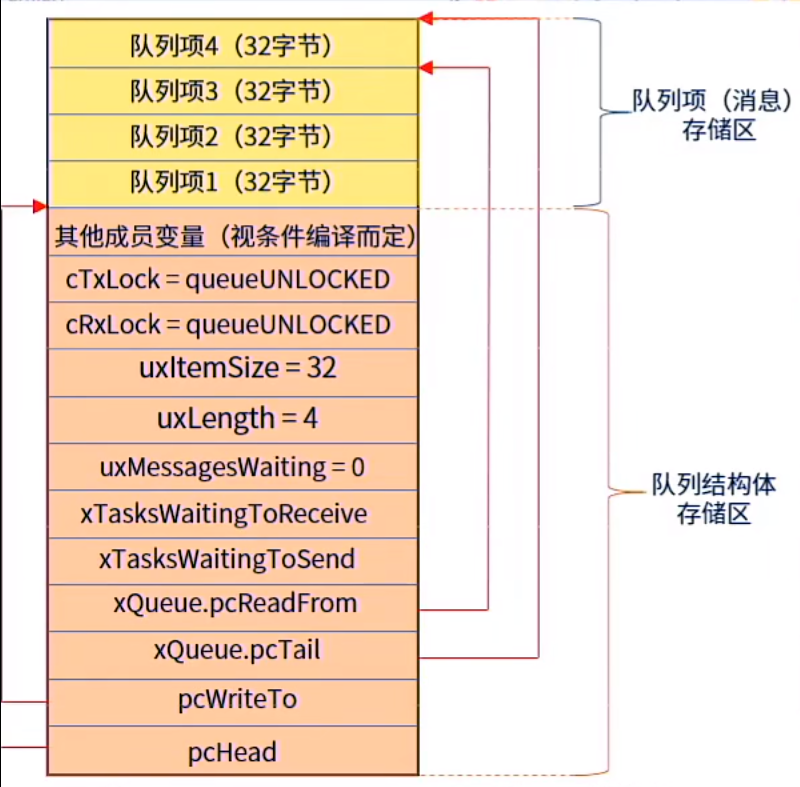 队列项4（32字节）
队列项3（32字节）
队列项2（32字节）
队列项1（32字节）
队列项（消息）
存储区
其他成员变量（视条件编译而定）
cTxLock = queueUNLOCKED
cRxLock = queueUNLOCKED
uxItemSize = 32
uxLength = 4
uxMessagesWaiting = 0
xTasksWaitingToReceive
xTasksWaitingToSend
xQueue.pcReadFrom
xQueue.pcTail
pcWriteTo
pcHead
队列结构体
存储区